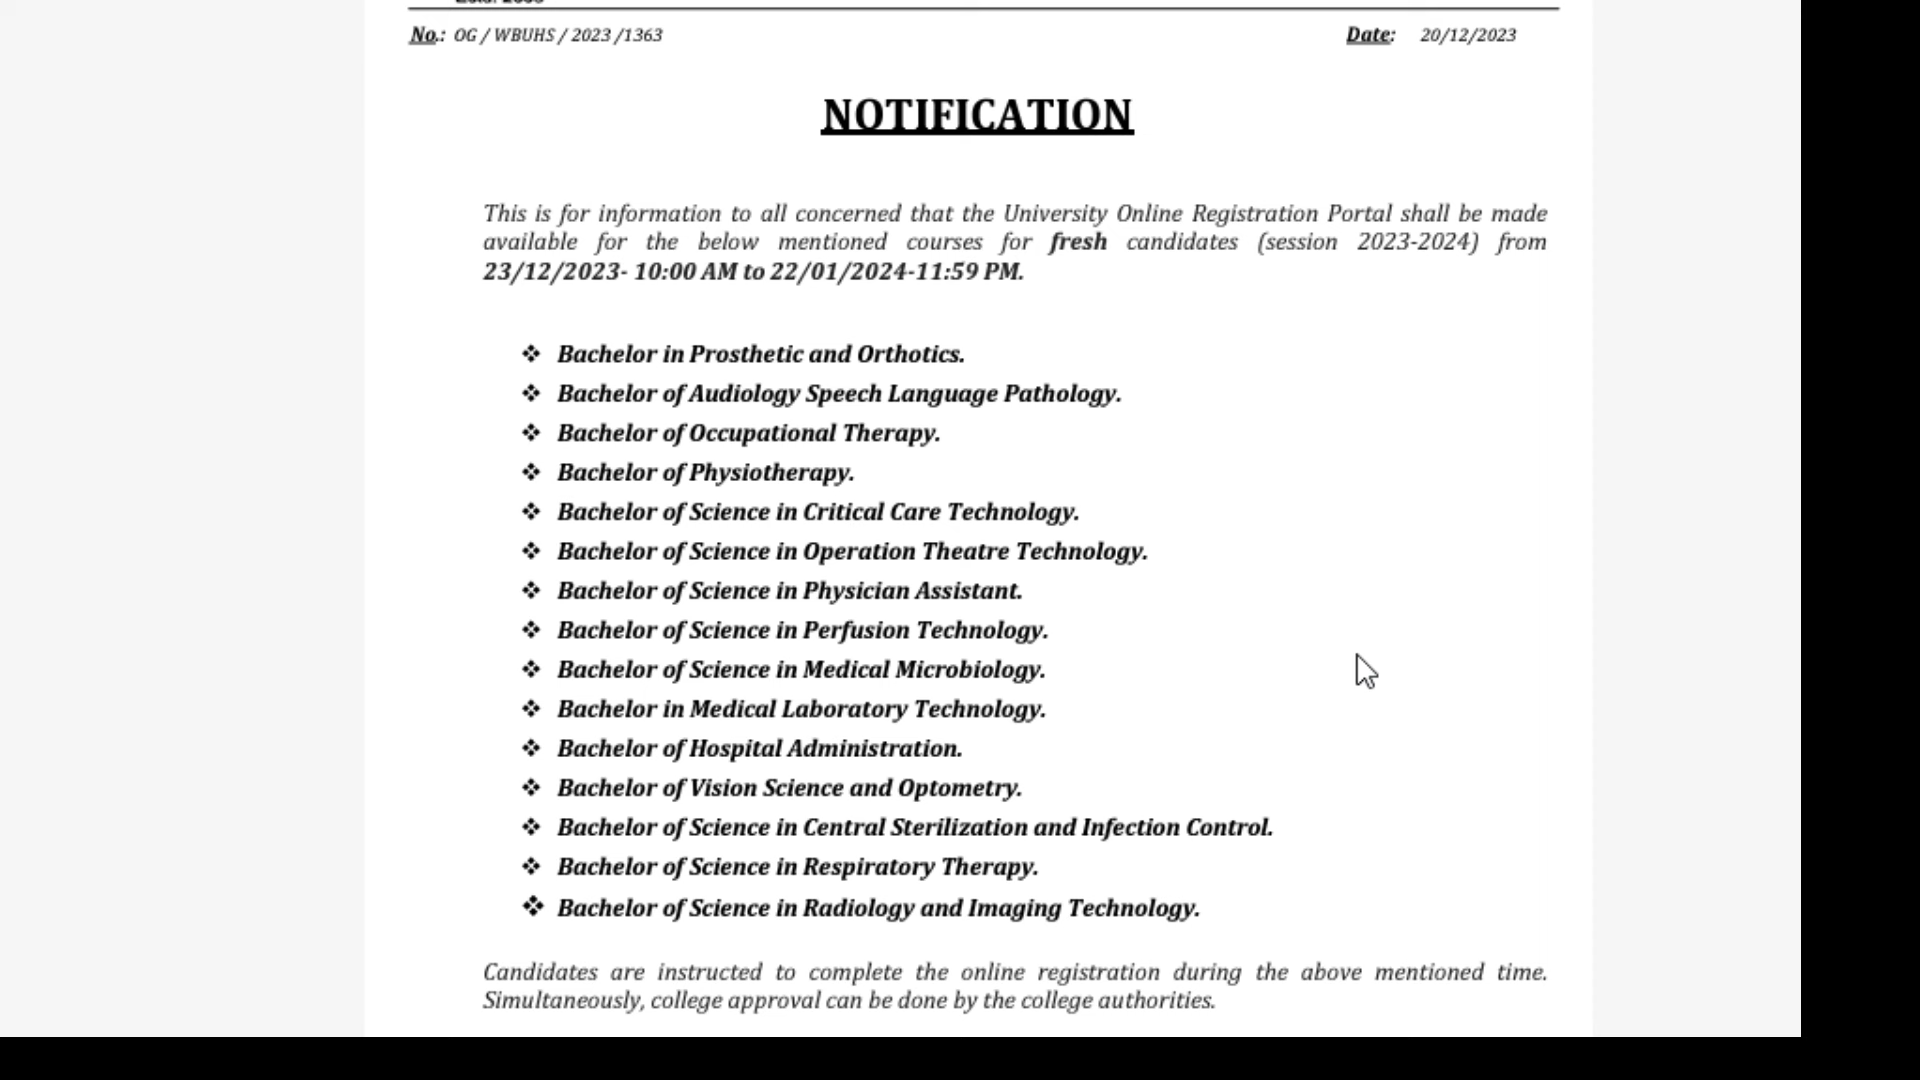 No.: OG / WBUHS / 2023 /1363 Date: 20/12/2023
NOTIFICATION
This is for information to all concerned that the University Online Registration Portal shall be made
available for the below mentioned courses for fresh candidates (session 2023-2024) from
23/12/2023- 10:00 AM to 22/01/2024-11:59 PM.
❖ Bachelor in Prosthetic and Orthotics.
❖ Bachelor of Audiology Speech Language Pathology.
❖ Bachelor of Occupational Therapy.
❖ Bachelor of Physiotherapy.
❖ Bachelor of Science in Critical Care Technology.
❖ Bachelor of Science in Operation Theatre Technology.
❖ Bachelor of Science in Physician Assistant.
❖ Bachelor of Science in Perfusion Technology.
❖ Bachelor of Science in Medical Microbiology.
❖ Bachelor in Medical Laboratory Technology.
❖ Bachelor of Hospital Administration.
❖ Bachelor of Vision Science and Optometry.
❖ Bachelor of Science in Central Sterilization and Infection Control.
❖ Bachelor of Science in Respiratory Therapy.
❖ Bachelor of Science in Radiology and Imaging Technology.
Candidates are instructed to complete the online registration during the above mentioned time.
Simultaneously, college approval can be done by the college authorities.